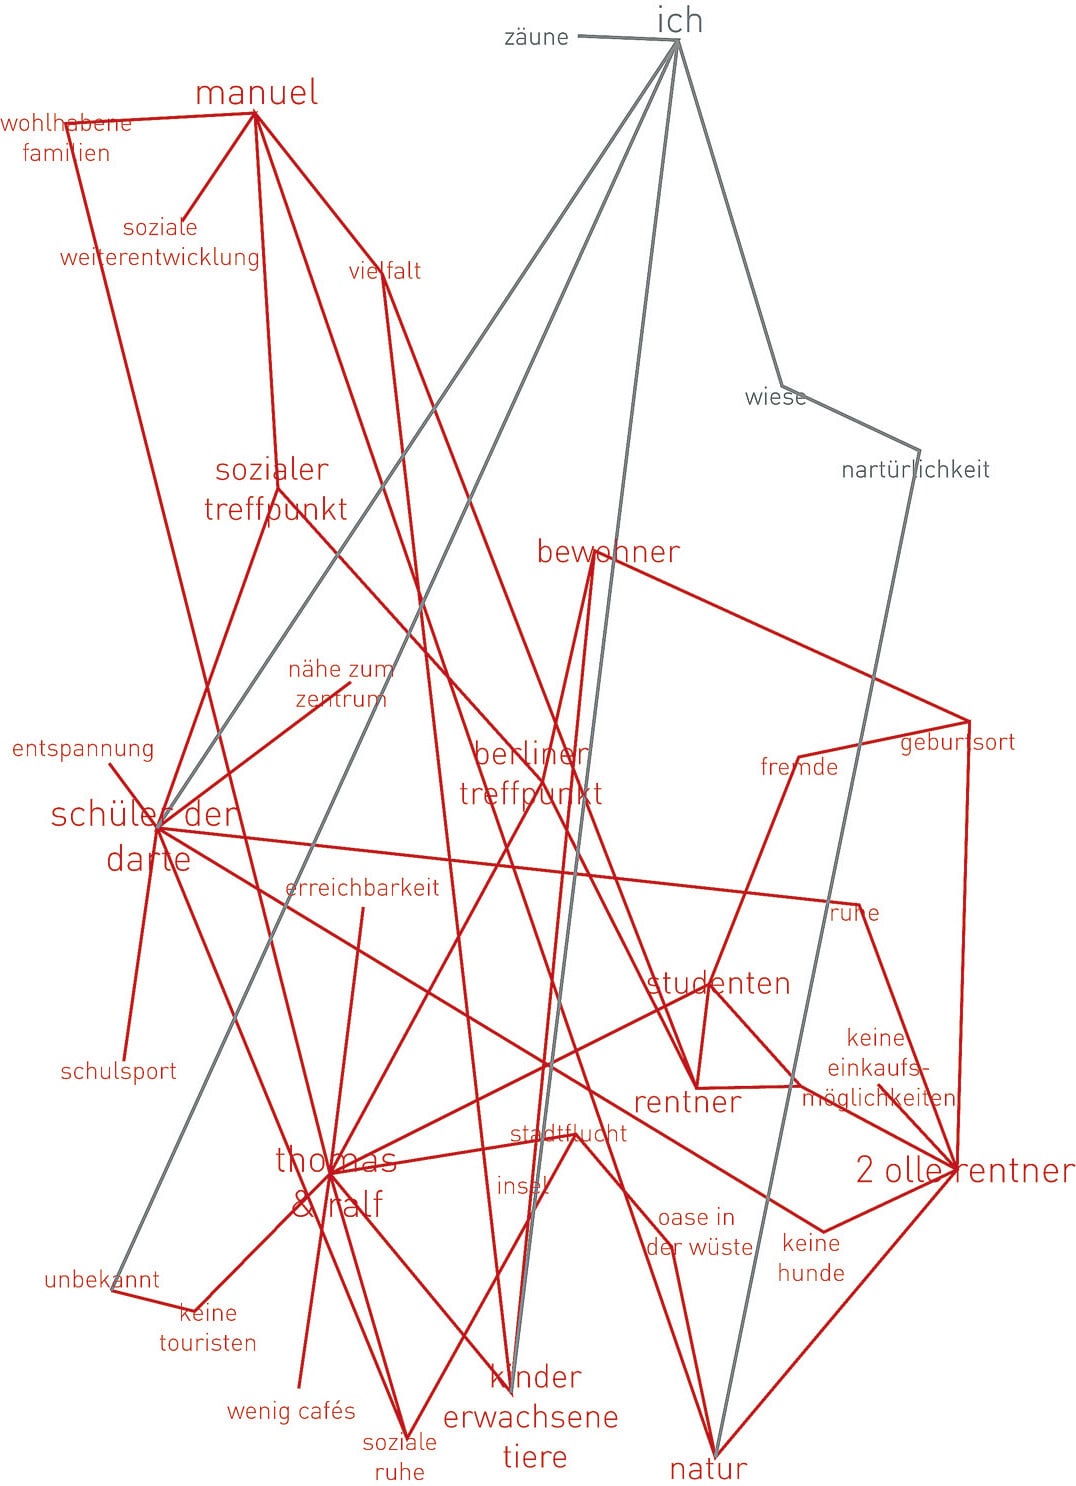 ich
zäune
manuel
wohlhabene
familien
soziale
weiterentwicklung
vielfalt
wiese
nartürlichkeit
sozialer
treffpunkt
bewohner
nähe zum
zentrum
entspannung
geburtsort
berliner
treffpunkt
fremde
schüler der
darte
erreichbarkeit
ruhe
studenten
keine
einkaufs-
möglichkeiten
schulsport
rentner
stadtflucht
thomas
& ralf
2 olle rentner
insel
oase in
der wüste
keine
hunde
unbekannt
keine
touristen
kinder
erwachsene
tiere
wenig cafés
soziale
ruhe
natur